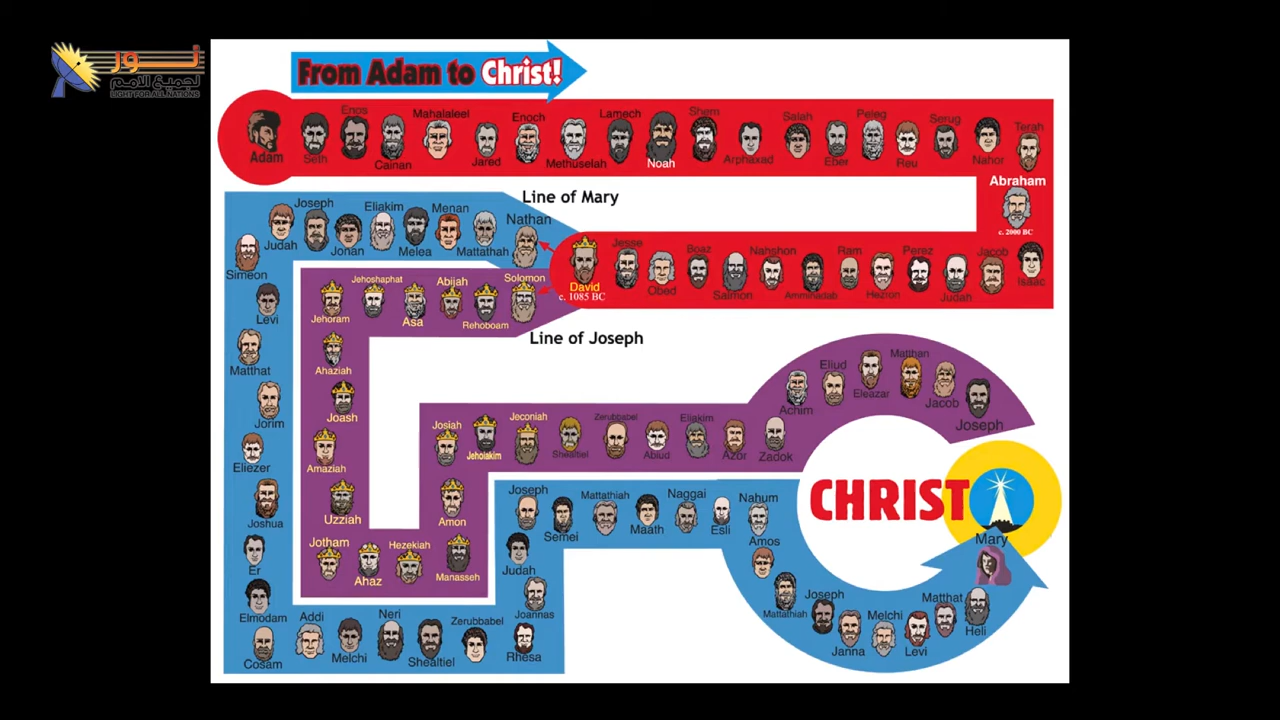 نور
لجميع الامم
LIGHT FOR ALL NATIONS
From Adam to Christ!
Adam
Seth
Enos
Cainan
Mahalaleel
Jared
Enoch
Methuselah
Lamech
Noah
Shem
Arphaxad
Salah
Eber
Peleg
Reu
Serug
Nahor
Terah
Abraham
c. 2000 BC
Isaac
Jacob
Judah
Perez
Hezron
Ram
Amminadab
Nahshon
Salmon
Boaz
Obed
Jesse
David
c. 1085 BC
Line of Mary
Nathan
Mattathah
Menan
Melea
Eliakim
Jonan
Joseph
Judah
Simeon
Levi
Matthat
Jorim
Eliezer
Joshua
Er
Elmodam
Cosam
Addi
Melchi
Neri
Shealtiel
Zerubbabel
Rhesa
Joannas
Judah
Joseph
Semei
Mattathiah
Maath
Naggai
Esli
Nahum
Amos
Mattathiah
Joseph
Janna
Melchi
Levi
Matthat
Heli
Mary
Line of Joseph
Solomon
Rehoboam
Abijah
Asa
Jehoshaphat
Jehoram
Ahaziah
Joash
Amaziah
Uzziah
Jotham
Ahaz
Hezekiah
Manasseh
Amon
Josiah
Jehoiakim
Jeconiah
Shealtiel
Zerubbabel
Abiud
Eliakim
Azor
Zadok
Achim
Eliud
Eleazar
Matthan
Jacob
Joseph
CHRIST